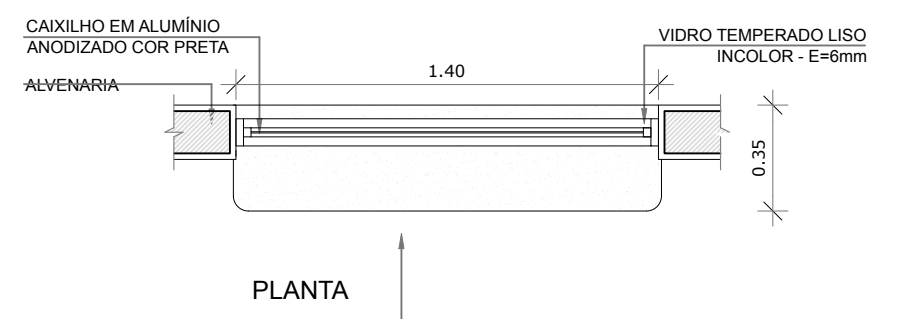 CAIXILHO EM ALUMÍNIO
ANODIZADO COR PRETA
ALVENARIA
VIDRO TEMPERADO LISO
INCOLOR - E=6mm
1.40
0.35
PLANTA